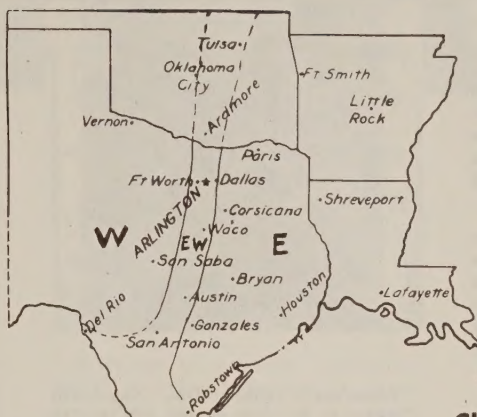 Tulsa
Oklahoma
City
Ft Smith
Ardmore
Little
Rock
Vernon
Paris
Ft Worth
Dallas
ARLINGTON
Shreveport
Corsicana
W
EW
Waco
E
San Saba
Bryan
Austin
Houston
Lafayette
Del Rio
Gonzales
San Antonio
Robstown